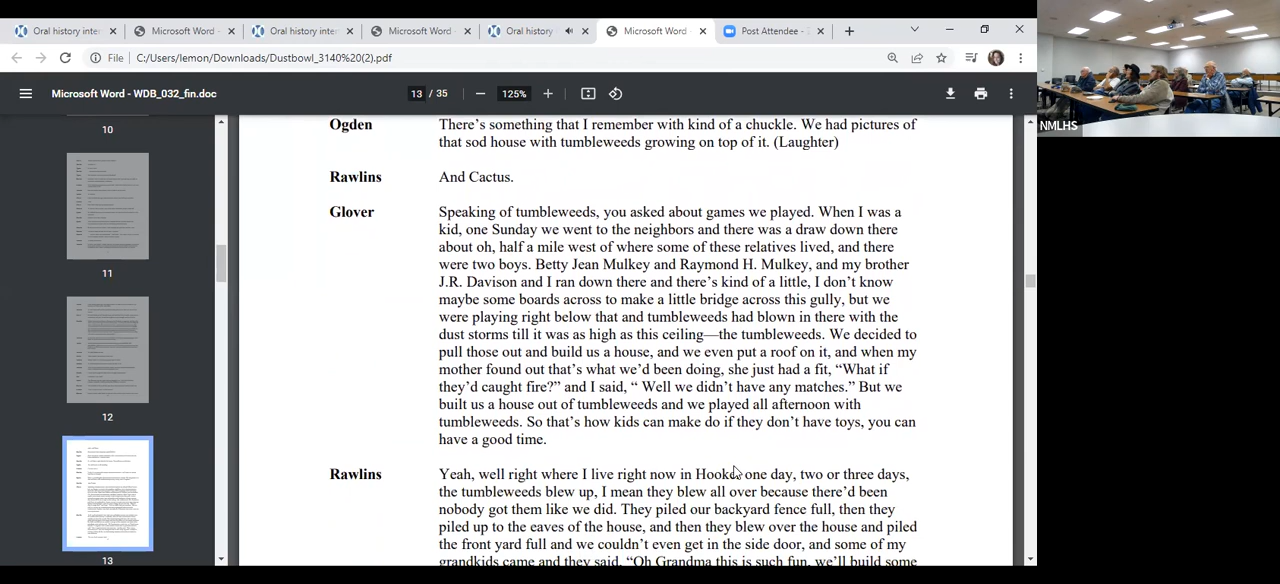 Oral history inte
Microsoft Word -
Oral history inte
Microsoft Word -
Oral history
Microsoft Word -
Post Attendee -
File C:/Users/lemon/Downloads/Dustbowl_3140%20(2).pdf
Microsoft Word - WDB_032_fin.doc
13 / 35
125%
NMLHS
10
11
12
13
Ogden There's something that I remember with kind of a chuckle. We had pictures of
that sod house with tumbleweeds growing on top of it. (Laughter)
Rawlins And Cactus.
Glover Speaking of tumbleweeds, you asked about games we played. When I was a
kid, one Sunday we went to the neighbors and there was a draw down there
about oh, half a mile west of where some of these relatives lived, and there
were two boys. Betty Jean Mulkey and Raymond H. Mulkey, and my brother
J.R. Davison and I ran down there and there's kind of a little, I don't know
maybe some boards across to make a little bridge across this gully, but we
were playing right below that and tumbleweeds had blown in there with the
dust storms till it was as high as this ceiling—the tumbleweeds. We decided to
pull those out and build us a house, and we even put a roof on it, and when my
mother found out that's what we'd been doing, she just had a fit, “What if
they'd caught fire?” and I said, “ Well we didn't have any matches.” But we
built us a house out of tumbleweeds and we played all afternoon with
tumbleweeds. So that's how kids can make do if they don't have toys, you can
have a good time.
Rawlins Yeah, well right where I live right now in Hooker one day, two or three days,
the tumbleweeds blew up, I mean they blew all over because there'd been
nobody got them like we did. They piled our backyard fence full, then they
piled up to the eaves of the house, and then they blew over the house and piled
the front yard full and we couldn't even get in the side door, and some of my
grandkids came and they said, “Oh Grandma this is such fun, we'll build some